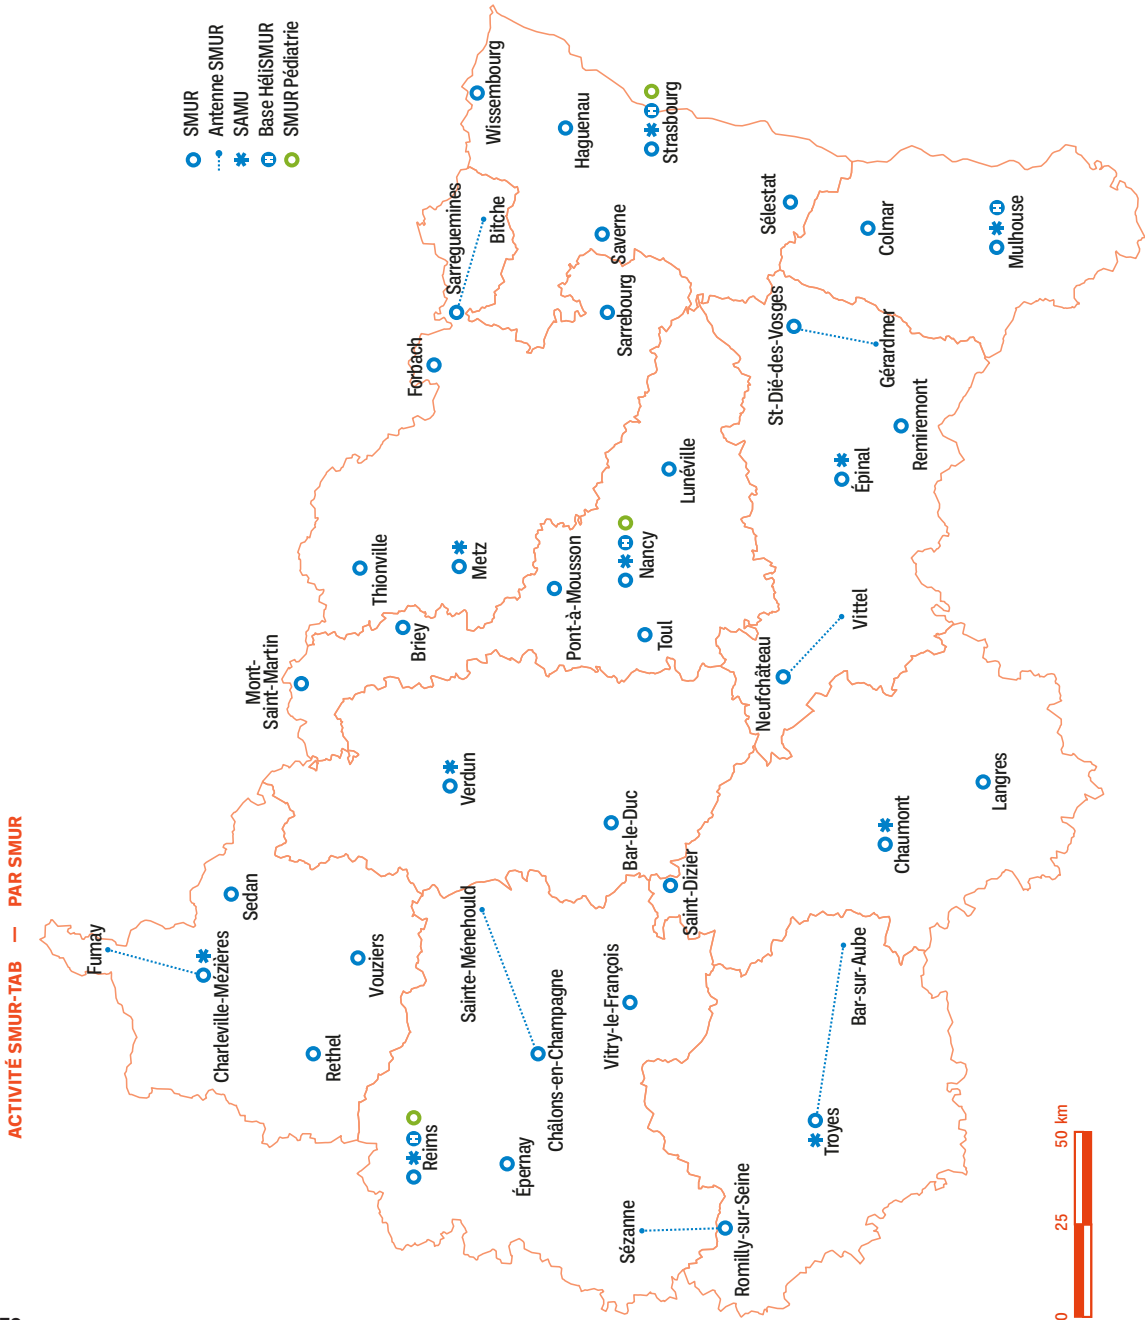 ACTIVITÉ SMUR-TAB — PAR SMUR
SMUR
Antenne SMUR
SAMU
Base HéliSMUR
SMUR Pédiatrie
Fumay
Charleville-Mézières
Sedan
Rethel
Vouziers
Reims
Épernay
Châlons-en-Champagne
Sainte-Ménehould
Vitry-le-François
Sézanne
Romilly-sur-Seine
Troyes
Bar-sur-Aube
Saint-Dizier
Chaumont
Langres
Verdun
Bar-le-Duc
Mont-
Saint-Martin
Briey
Thionville
Metz
Pont-à-Mousson
Toul
Nancy
Lunéville
Neufchâteau
Vittel
Épinal
Remiremont
St-Dié-des-Vosges
Gérardmer
Forbach
Sarreguemines
Bitche
Sarrebourg
Saverne
Wissembourg
Haguenau
Strasbourg
Sélestat
Colmar
Mulhouse
0
25
50 km